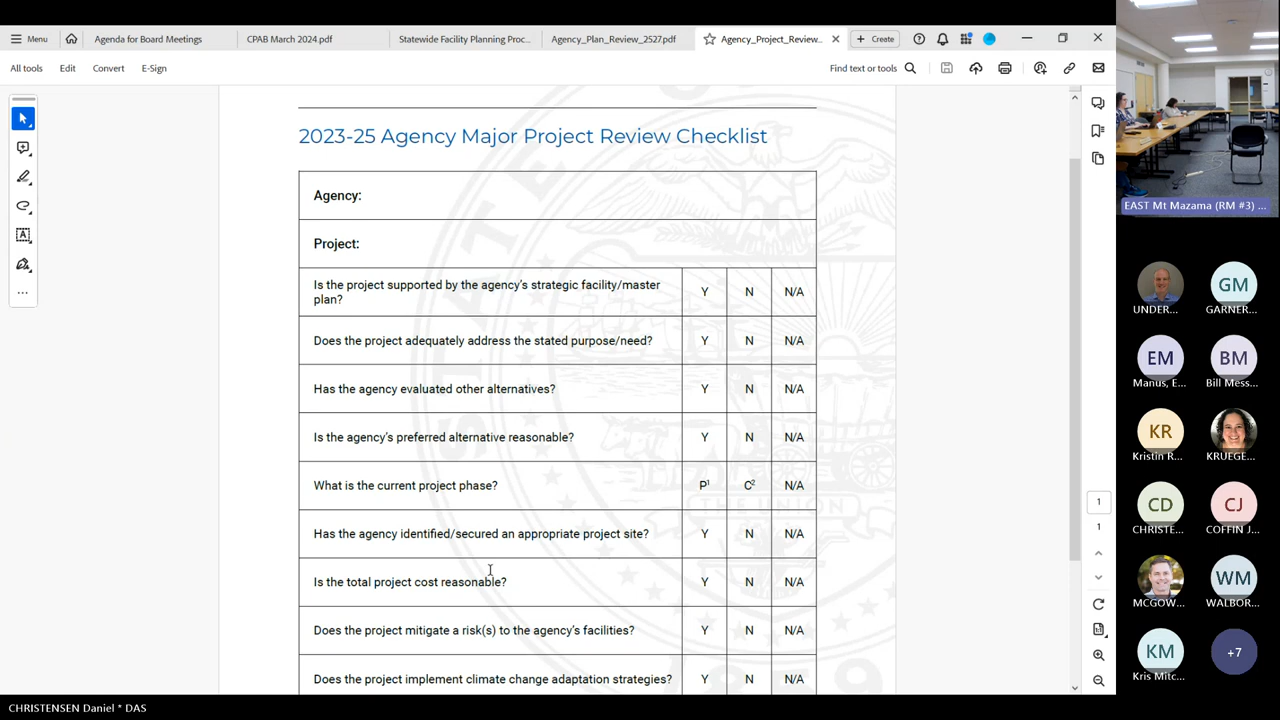 Menu
Agenda for Board Meetings
CPAB March 2024.pdf
Statewide Facility Planning Proc...
Agency_Plan_Review_2527.pdf
Agency_Project_Review...
Create
All tools
Edit
Convert
E-Sign
Find text or tools
2023-25 Agency Major Project Review Checklist
Agency:
Project:
Is the project supported by the agency's strategic facility/master
plan?
Y N N/A
Does the project adequately address the stated purpose/need? Y N N/A
Has the agency evaluated other alternatives? Y N N/A
Is the agency's preferred alternative reasonable? Y N N/A
What is the current project phase? P¹ C² N/A
Has the agency identified/secured an appropriate project site? Y N N/A
Is the total project cost reasonable? Y N N/A
Does the project mitigate a risk(s) to the agency's facilities? Y N N/A
Does the project implement climate change adaptation strategies? Y N N/A
THE UNION
1
1
EAST Mt Mazama (RM #3) ...
UNDER...
GM
GARNER...
EM
Manus, E...
BM
Bill Mess...
KR
Kristin R...
KRUEGE...
CD
CHRISTE...
CJ
COFFIN J...
MCGOW...
WM
WALBOR...
KM
Kris Mitc...
+7
CHRISTENSEN Daniel * DAS